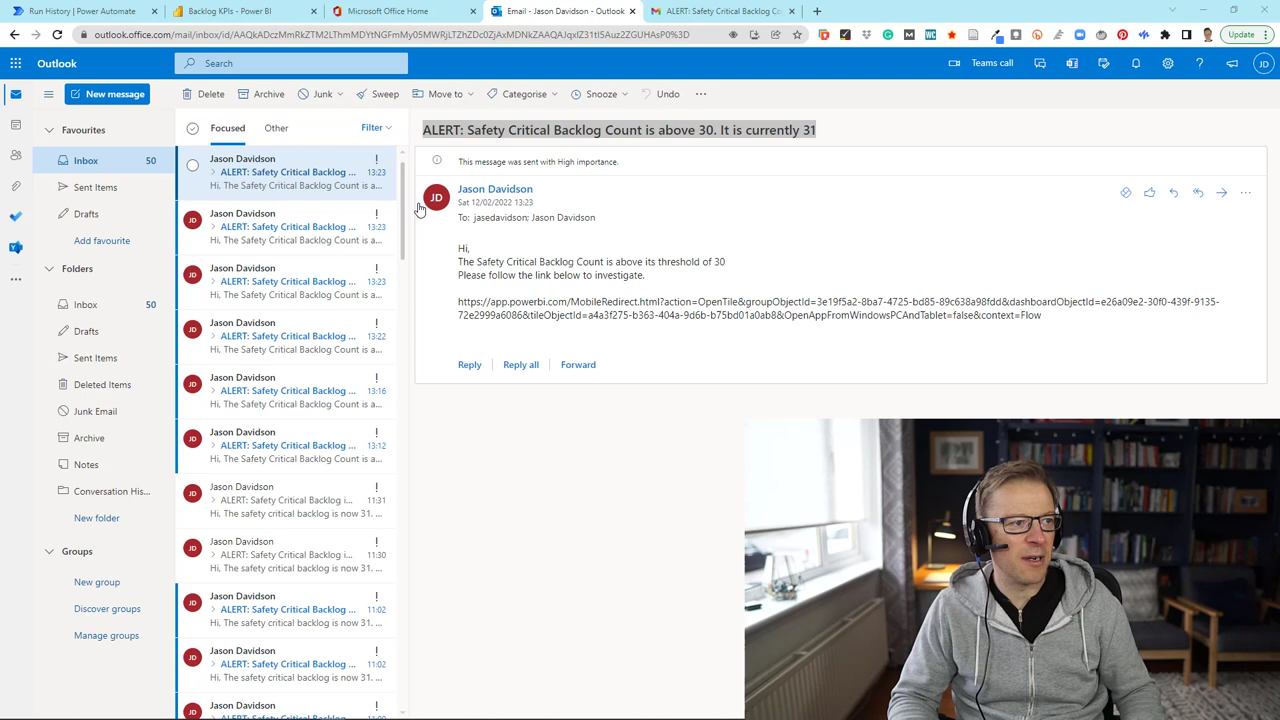 Run History | Power Automate
Backlog KPIs - Power BI
Microsoft Office Home
Email - Jason Davidson - Outlook
ALERT: Safety Critical Backlog Co
Update
Outlook
Search
Teams call
JD
New message
Delete
Archive
Junk
Sweep
Move to
Categorise
Snooze
Undo
Favourites
Inbox 50
Sent Items
Drafts
Add favourite
Folders
Inbox 50
Drafts
Sent Items
Deleted Items
Junk Email
Archive
Notes
Conversation His...
New folder
Groups
New group
Discover groups
Manage groups
Focused
Other
Filter
Jason Davidson !
ALERT: Safety Critical Backlog ... 13:23
Hi, The Safety Critical Backlog Count is a...
JD
Jason Davidson !
ALERT: Safety Critical Backlog ... 13:23
Hi, The Safety Critical Backlog Count is a...
JD
Jason Davidson !
ALERT: Safety Critical Backlog ... 13:23
Hi, The Safety Critical Backlog Count is a...
JD
Jason Davidson !
ALERT: Safety Critical Backlog ... 13:22
Hi, The Safety Critical Backlog Count is a...
JD
Jason Davidson !
ALERT: Safety Critical Backlog ... 13:16
Hi, The Safety Critical Backlog Count is a...
JD
Jason Davidson !
ALERT: Safety Critical Backlog ... 13:12
Hi, The Safety Critical Backlog Count is a...
JD
Jason Davidson
ALERT: Safety Critical Backlog i... 11:31
Hi, The safety critical backlog is now 31. ...
JD
Jason Davidson
ALERT: Safety Critical Backlog i... 11:30
Hi, The safety critical backlog is now 31. ...
JD
Jason Davidson !
ALERT: Safety Critical Backlog ... 11:02
Hi, The safety critical backlog is now 31. ...
JD
Jason Davidson !
ALERT: Safety Critical Backlog ... 11:02
Hi, The safety critical backlog is now 31. ...
JD
Jason Davidson !
ALERT: Safety Critical Backlog ...
ALERT: Safety Critical Backlog Count is above 30. It is currently 31
This message was sent with High importance.
JD
Jason Davidson
Sat 12/02/2022 13:23
To: jasedavidson; Jason Davidson
Hi,
The Safety Critical Backlog Count is above its threshold of 30
Please follow the link below to investigate.
https://app.powerbi.com/MobileRedirect.html?action=OpenTile&groupObjectId=3e19f5a2-8ba7-4725-bd85-89c638a98fdd&dashboardObjectId=e26a09e2-30f0-439f-9135-
72e2999a6086&tileObjectId=a4a3f275-b363-404a-9d6b-b75bd01a0ab8&OpenAppFromWindowsPCAndTablet=false&context=Flow
Reply
Reply all
Forward